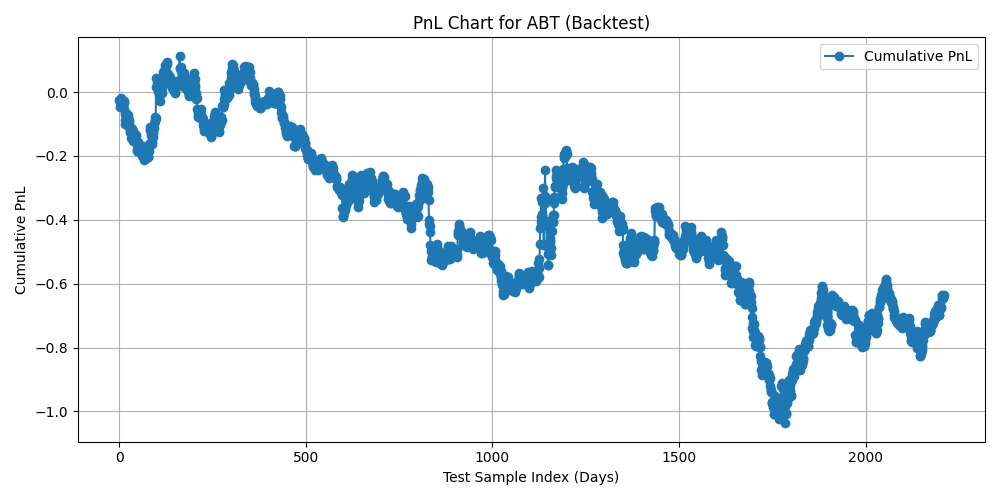 PnL Chart for ABT (Backtest)
Cumulative PnL
0.0
−0.2
−0.4
−0.6
−0.8
−1.0
Cumulative PnL
0 500 1000 1500 2000
Test Sample Index (Days)